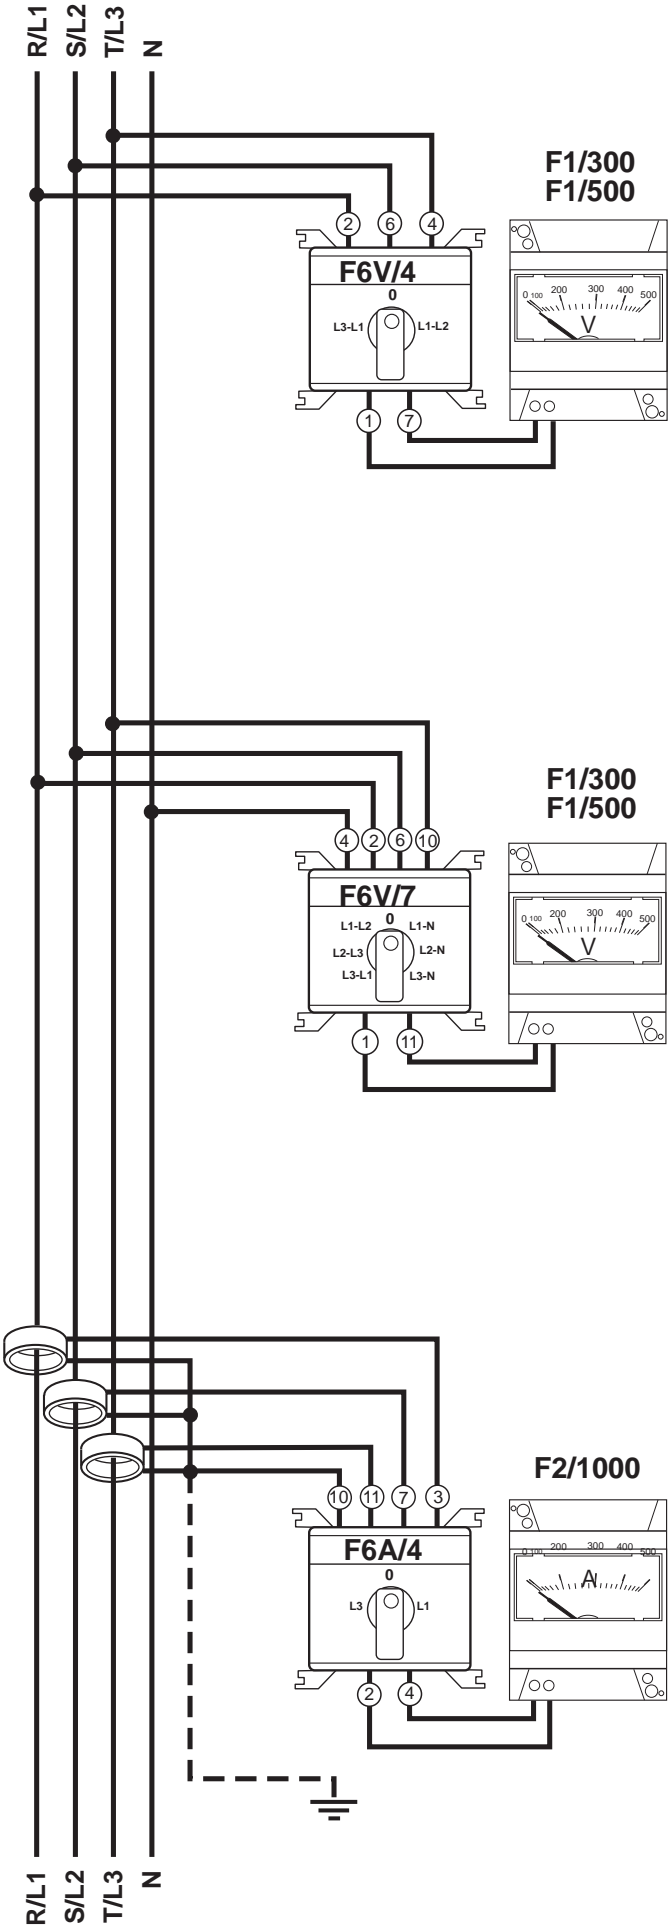 R/L1
S/L2
T/L3
N
F1/300
F1/500
2 6 4
F6V/4
0
L3-L1 L1-L2
1 7
0 100 200 300 400 500
V
F1/300
F1/500
4 2 6 10
F6V/7
0
L1-L2 L1-N
L2-L3 L2-N
L3-L1 L3-N
1 11
0 100 200 300 400 500
V
F2/1000
10 11 7 3
F6A/4
0
L3 L1
2 4
0 100 200 300 400 500
A
R/L1
S/L2
T/L3
N